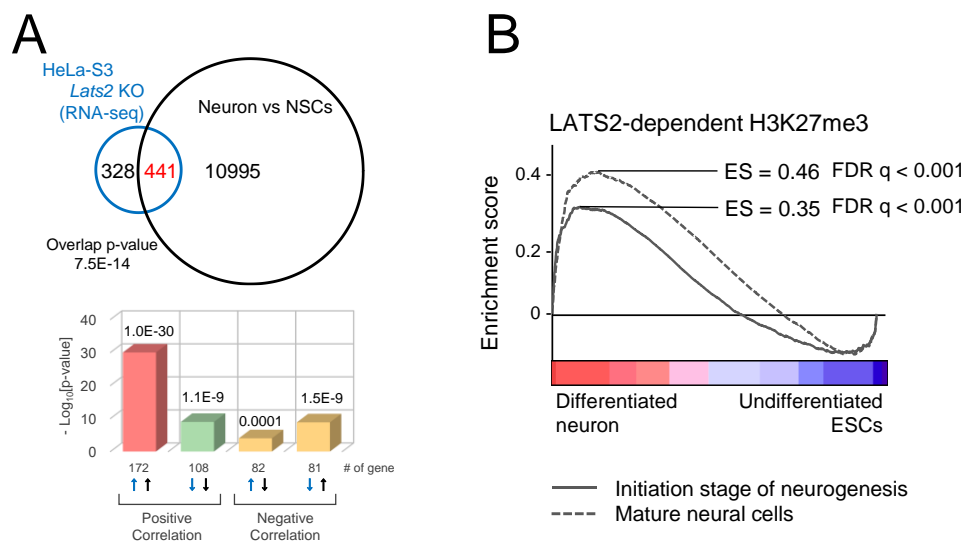 A
HeLa-S3
Lats2 KO
(RNA-seq)
Neuron vs NSCs
328
441
10995
Overlap p-value
7.5E-14
- Log10[p-value]
40
30
20
10
0
1.0E-30
1.1E-9
0.0001
1.5E-9
172
108
82
81
# of gene
↑↑
↓↓
↑↓
↓↑
Positive
Correlation
Negative
Correlation
B
LATS2-dependent H3K27me3
Enrichment score
0.4
0.2
0
ES = 0.46 FDR q < 0.001
ES = 0.35 FDR q < 0.001
Differentiated
neuron
Undifferentiated
ESCs
Initiation stage of neurogenesis
Mature neural cells